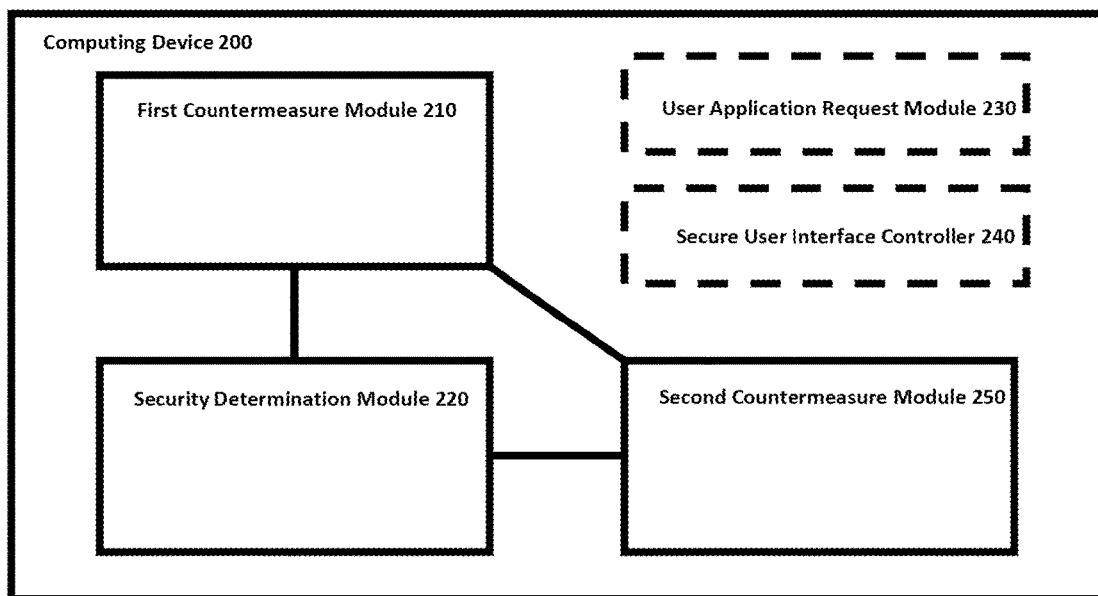 Computing Device 200
First Countermeasure Module 210
User Application Request Module 230
Secure User Interface Controller 240
Security Determination Module 220
Second Countermeasure Module 250